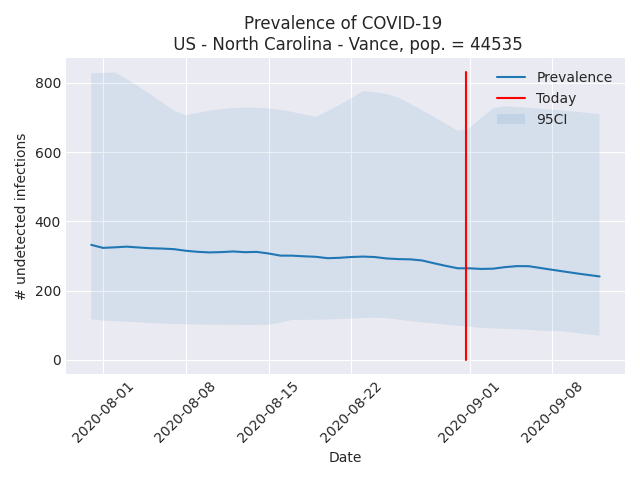 Prevalence of COVID-19
US - North Carolina - Vance, pop. = 44535
Prevalence
Today
95CI
# undetected infections
800
600
400
200
0
2020-08-01
2020-08-08
2020-08-15
2020-08-22
2020-09-01
2020-09-08
Date